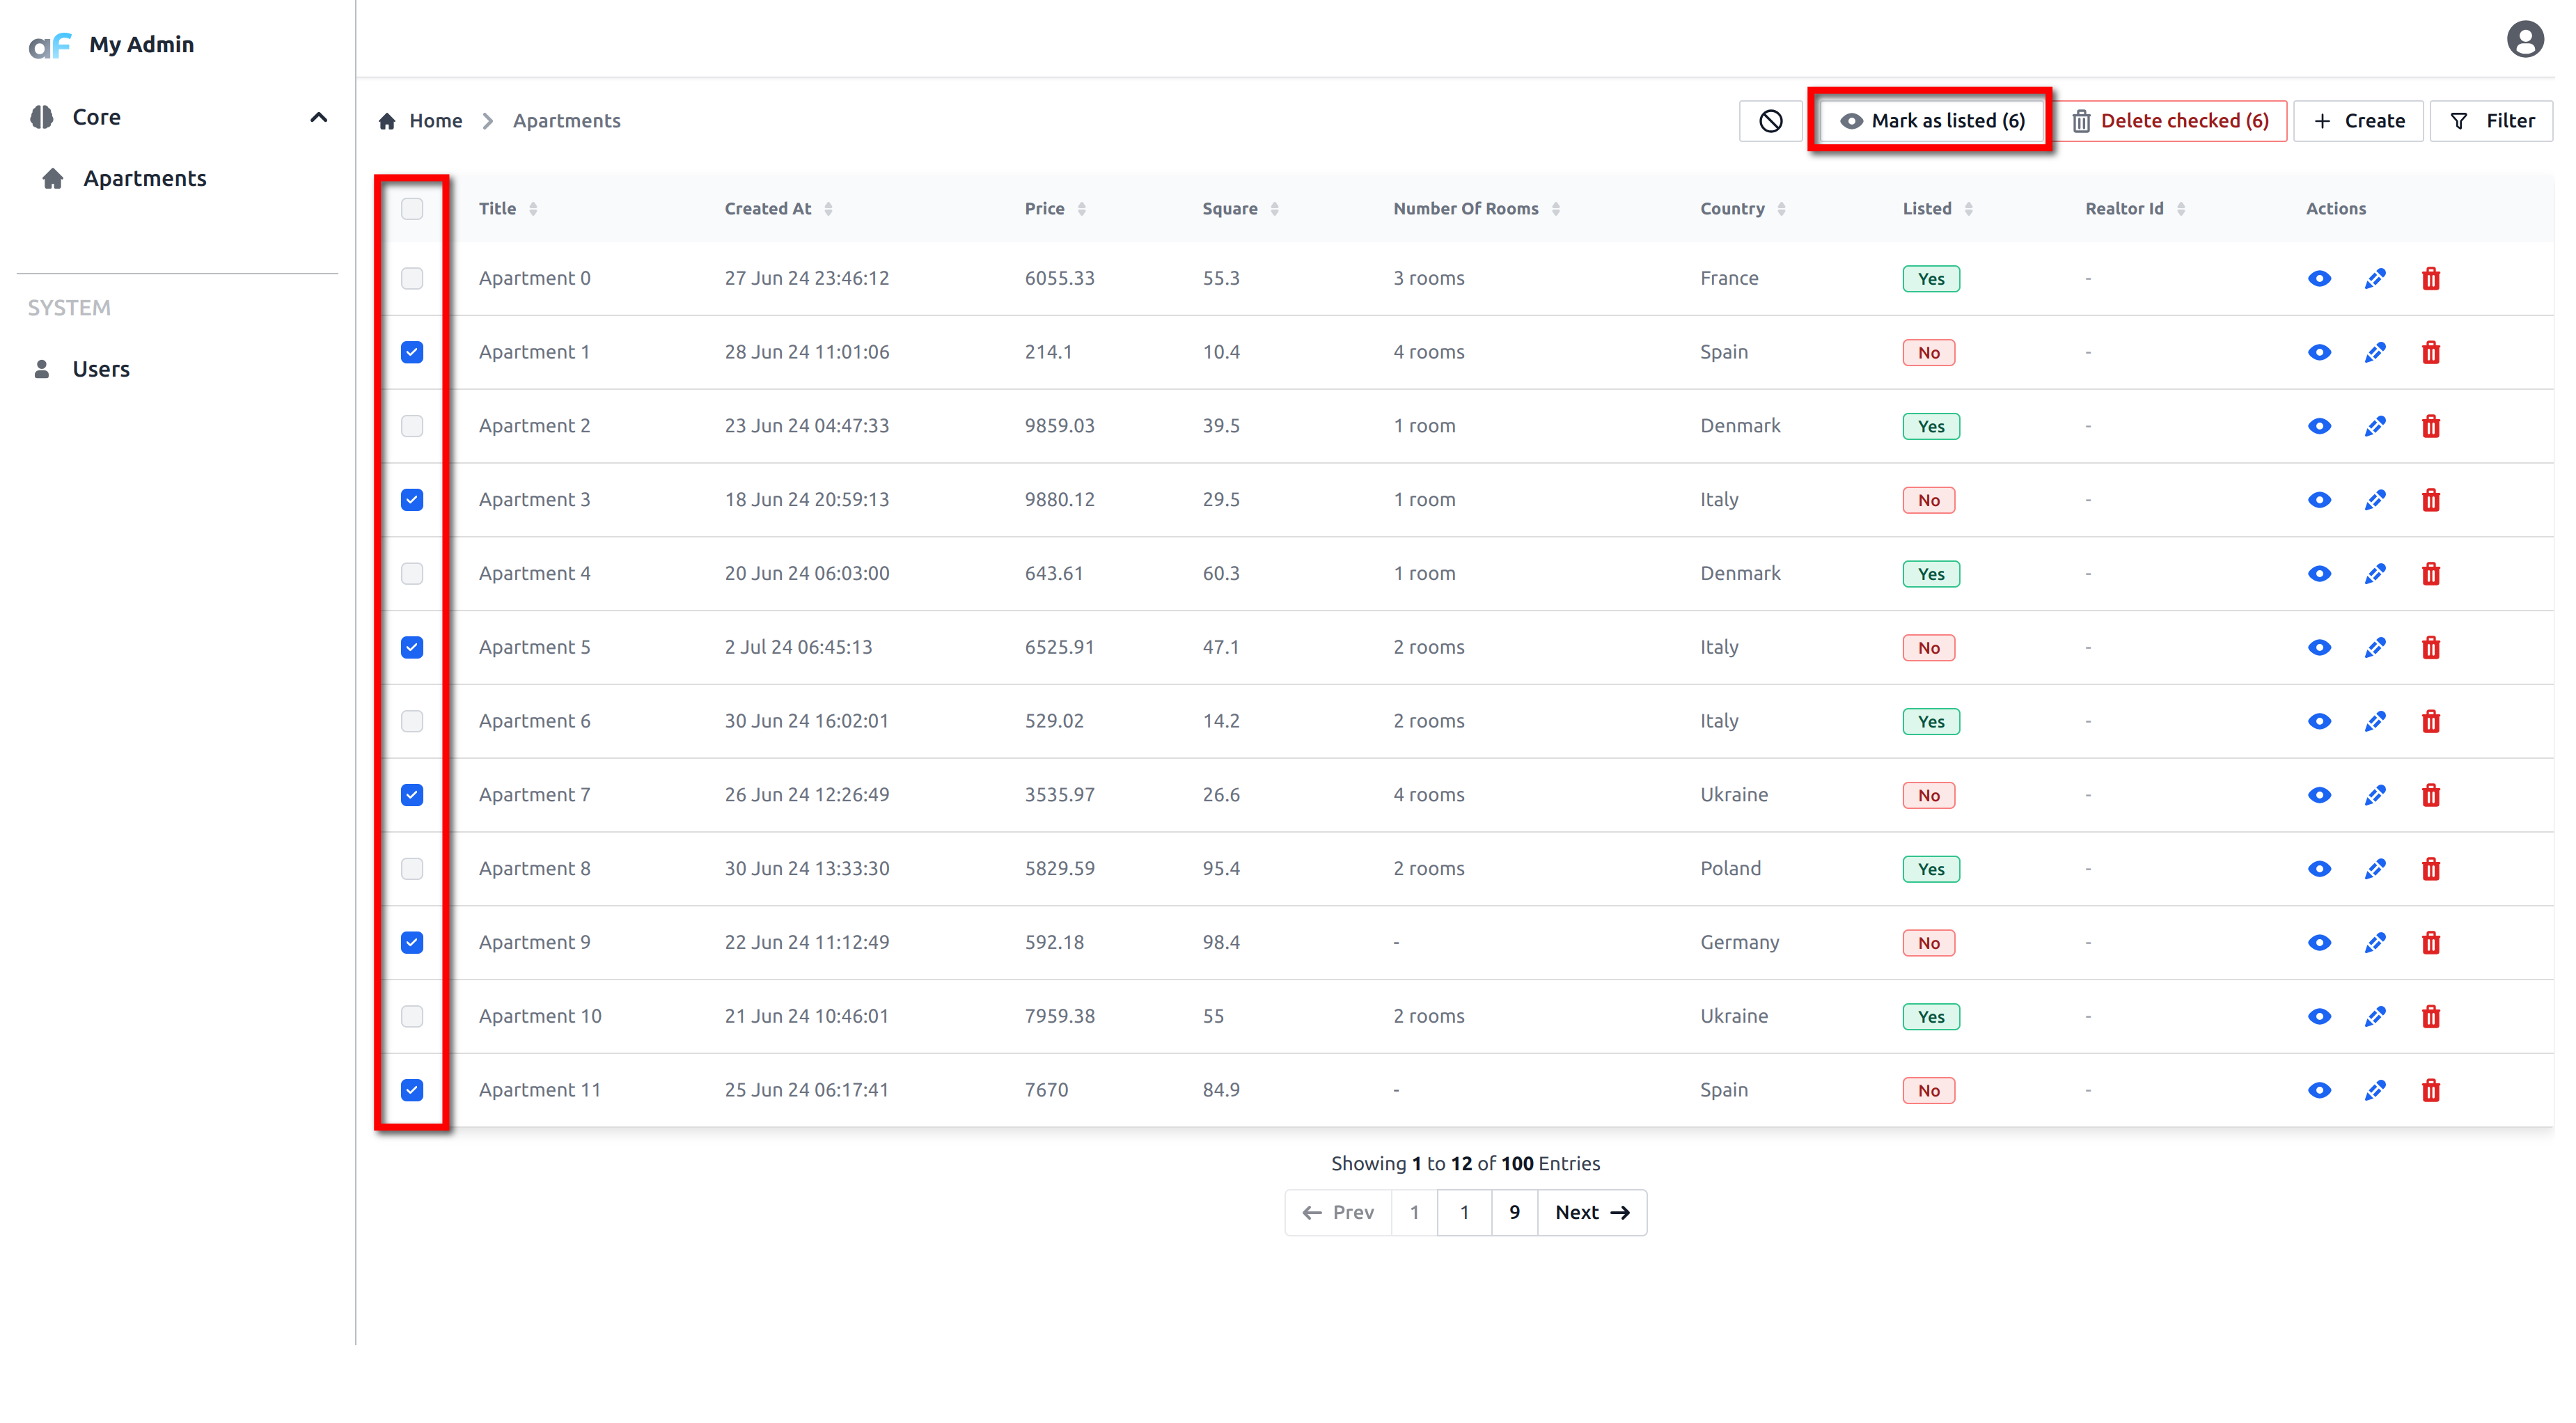 aF My Admin
Core
Apartments
SYSTEM
Users
Home Apartments
Mark as listed (6) Delete checked (6) Create Filter
Title Created At Price Square Number Of Rooms Country Listed Realtor Id Actions
Apartment 0 27 Jun 24 23:46:12 6055.33 55.3 3 rooms France Yes -
Apartment 1 28 Jun 24 11:01:06 214.1 10.4 4 rooms Spain No -
Apartment 2 23 Jun 24 04:47:33 9859.03 39.5 1 room Denmark Yes -
Apartment 3 18 Jun 24 20:59:13 9880.12 29.5 1 room Italy No -
Apartment 4 20 Jun 24 06:03:00 643.61 60.3 1 room Denmark Yes -
Apartment 5 2 Jul 24 06:45:13 6525.91 47.1 2 rooms Italy No -
Apartment 6 30 Jun 24 16:02:01 529.02 14.2 2 rooms Italy Yes -
Apartment 7 26 Jun 24 12:26:49 3535.97 26.6 4 rooms Ukraine No -
Apartment 8 30 Jun 24 13:33:30 5829.59 95.4 2 rooms Poland Yes -
Apartment 9 22 Jun 24 11:12:49 592.18 98.4 - Germany No -
Apartment 10 21 Jun 24 10:46:01 7959.38 55 2 rooms Ukraine Yes -
Apartment 11 25 Jun 24 06:17:41 7670 84.9 - Spain No -
Showing 1 to 12 of 100 Entries
Prev 1 1 9 Next